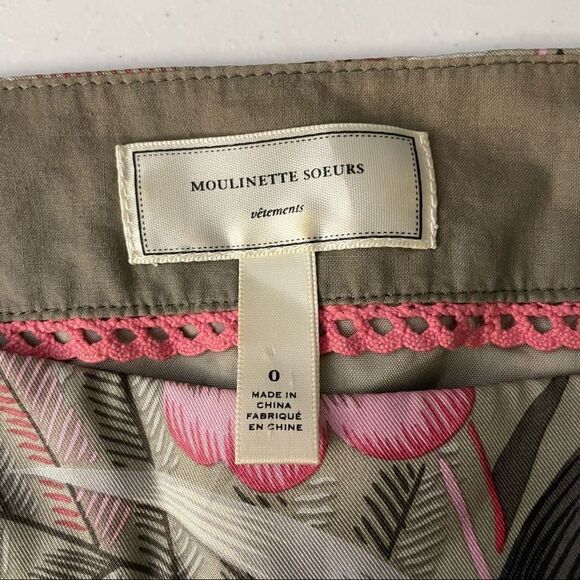 MOULINETTE SOEURS
vêtements
0
MADE IN
CHINA
FABRIQUÉ
EN CHINE